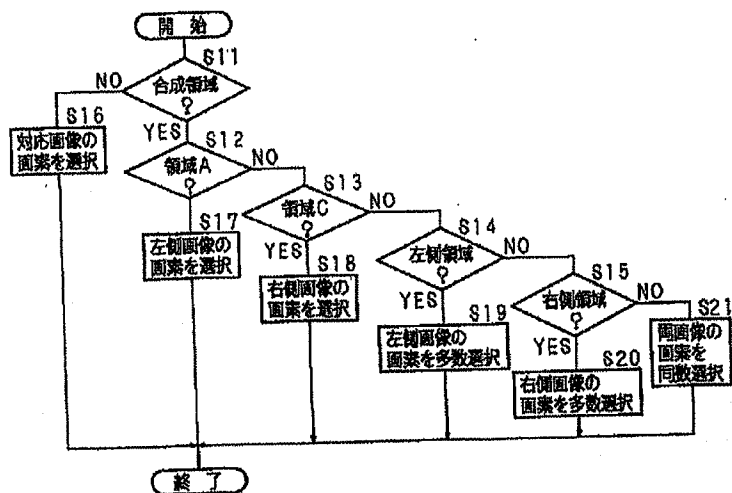 開始
S11
合成領域
?
NO
YES
S16
対応画像の
画素を選択
S12
領域A
?
NO
YES
S17
左側画像の
画素を選択
S13
領域C
?
NO
YES
S18
右側画像の
画素を選択
S14
左側領域
?
NO
YES
S19
左側画像の
画素を多数選択
S15
右側領域
?
NO
YES
S20
右側画像の
画素を多数選択
S21
両画像の
画素を
同数選択
終了